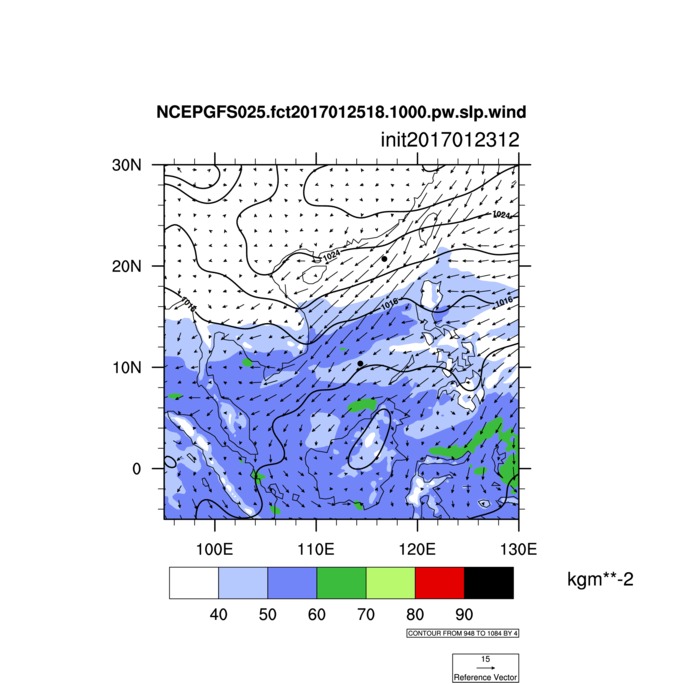 NCEPGFS025.fct2017012518.1000.pw.slp.wind
init2017012312
30N
1024
1024
20N
1016
1016
1016
10N
0
100E
110E
120E
130E
kgm**-2
40
50
60
70
80
90
CONTOUR FROM 948 TO 1084 BY 4
15
Reference Vector